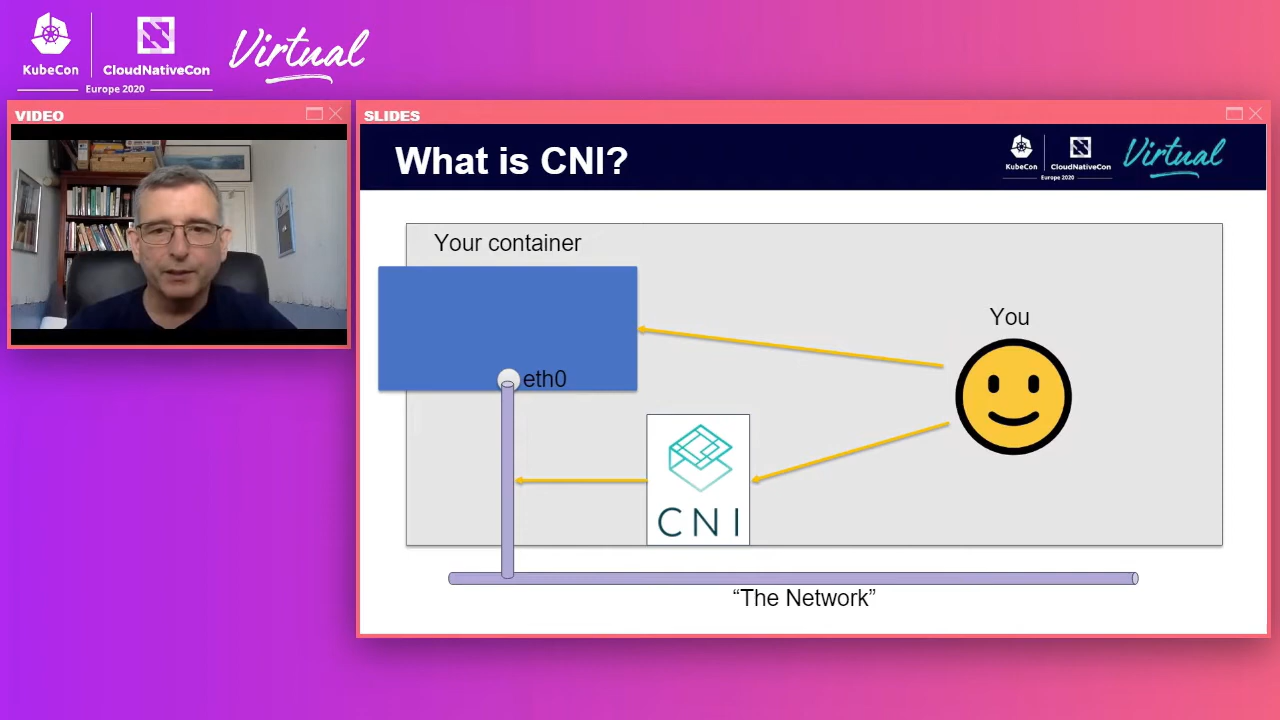 KubeCon
CloudNativeCon
Virtual
Europe 2020
VIDEO
SLIDES
What is CNI?
KubeCon
CloudNativeCon
Virtual
Europe 2020
Your container
You
eth0
CNI
“The Network”